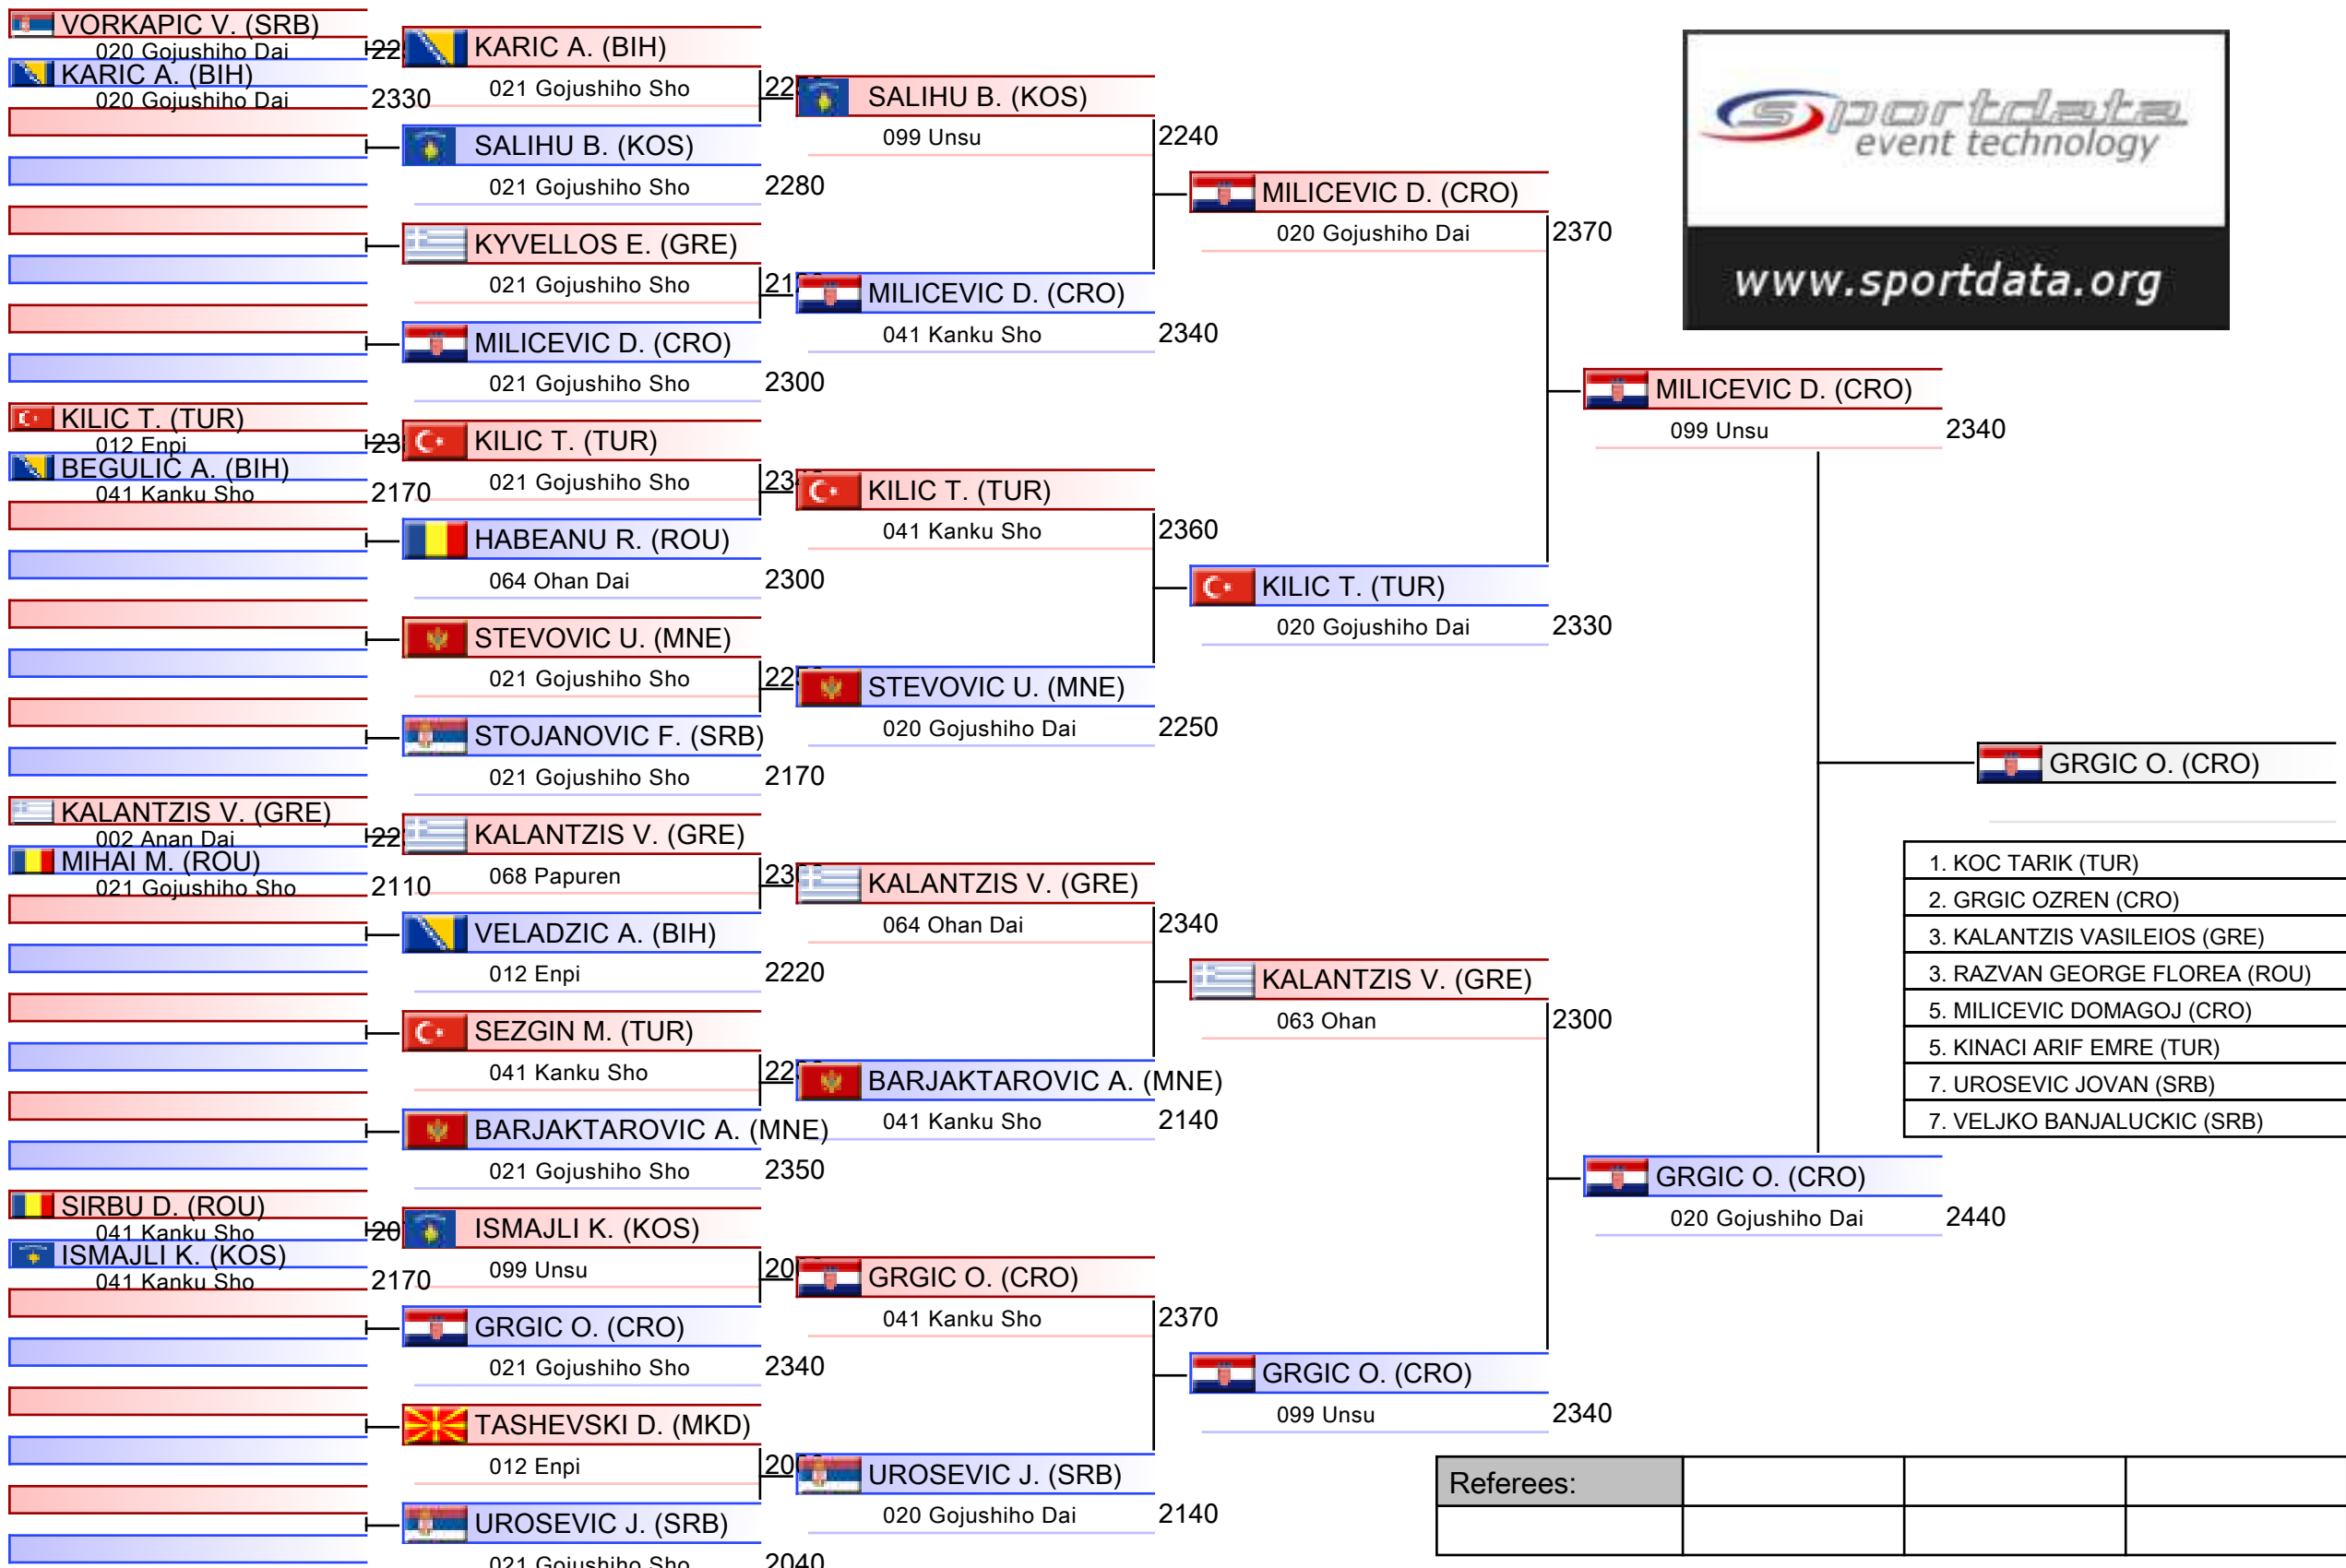 VORKAPIC V. (SRB)
020 Gojushiho Dai
KARIC A. (BIH)
020 Gojushiho Dai 2330
KILIC T. (TUR)
012 Enpi
BEGULIC A. (BIH)
041 Kanku Sho 2170
KALANTZIS V. (GRE)
002 Anan Dai
MIHAI M. (ROU)
021 Gojushiho Sho 2110
SIRBU D. (ROU)
041 Kanku Sho
ISMAJLI K. (KOS)
041 Kanku Sho 2170
KARIC A. (BIH)
021 Gojushiho Sho
SALIHU B. (KOS)
021 Gojushiho Sho 2280
KYVELLOS E. (GRE)
021 Gojushiho Sho
MILICEVIC D. (CRO)
021 Gojushiho Sho 2300
KILIC T. (TUR)
021 Gojushiho Sho
HABEANU R. (ROU)
064 Ohan Dai 2300
STEVOVIC U. (MNE)
021 Gojushiho Sho
STOJANOVIC F. (SRB)
021 Gojushiho Sho 2170
KALANTZIS V. (GRE)
068 Papuren
VELADZIC A. (BIH)
012 Enpi 2220
SEZGIN M. (TUR)
041 Kanku Sho
BARJAKTAROVIC A. (MNE)
021 Gojushiho Sho 2350
ISMAJLI K. (KOS)
099 Unsu
GRGIC O. (CRO)
021 Gojushiho Sho 2340
TASHEVSKI D. (MKD)
012 Enpi
UROSEVIC J. (SRB)
021 Gojushiho Sho 2040
SALIHU B. (KOS)
099 Unsu 2240
MILICEVIC D. (CRO)
041 Kanku Sho 2340
KILIC T. (TUR)
041 Kanku Sho 2360
STEVOVIC U. (MNE)
020 Gojushiho Dai 2250
KALANTZIS V. (GRE)
064 Ohan Dai 2340
BARJAKTAROVIC A. (MNE)
041 Kanku Sho 2140
GRGIC O. (CRO)
041 Kanku Sho 2370
UROSEVIC J. (SRB)
020 Gojushiho Dai 2140
MILICEVIC D. (CRO)
020 Gojushiho Dai 2370
KILIC T. (TUR)
020 Gojushiho Dai 2330
KALANTZIS V. (GRE)
063 Ohan 2300
GRGIC O. (CRO)
099 Unsu 2340
MILICEVIC D. (CRO)
099 Unsu 2340
GRGIC O. (CRO)
020 Gojushiho Dai 2440
GRGIC O. (CRO)
sportdata
event technology
www.sportdata.org
1. KOC TARIK (TUR)
2. GRGIC OZREN (CRO)
3. KALANTZIS VASILEIOS (GRE)
3. RAZVAN GEORGE FLOREA (ROU)
5. MILICEVIC DOMAGOJ (CRO)
5. KINACI ARIF EMRE (TUR)
7. UROSEVIC JOVAN (SRB)
7. VELJKO BANJALUCKIC (SRB)
Referees: